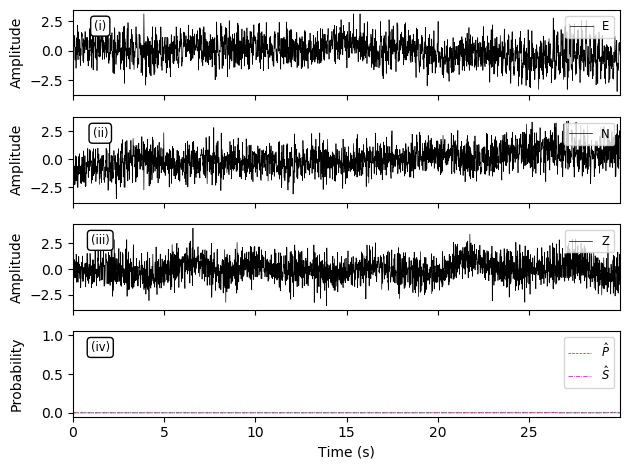 (i)
E
Amplitude
2.5
0.0
−2.5
(ii)
N
Amplitude
2.5
0.0
−2.5
(iii)
Z
Amplitude
2.5
0.0
−2.5
(iv)
P̂
Ŝ
Probability
1.0
0.5
0.0
0 5 10 15 20 25
Time (s)